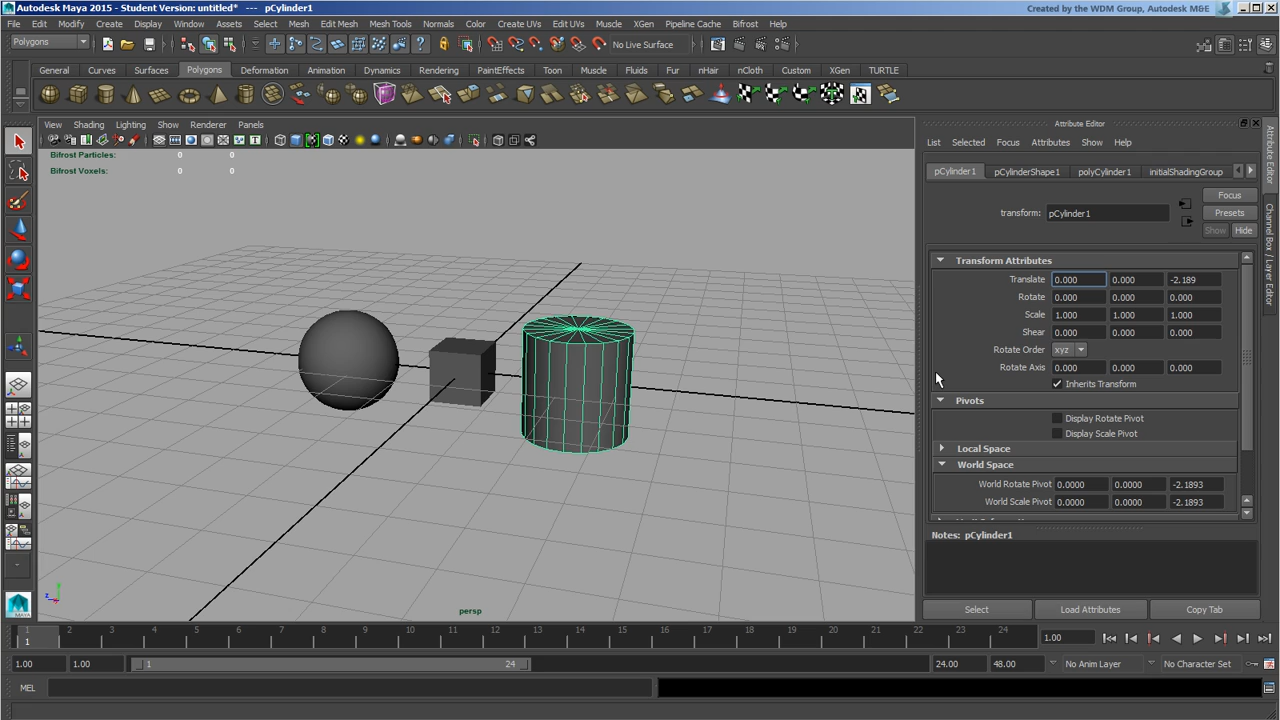 Autodesk Maya 2015 - Student Version: untitled* --- pCylinder1
Created by the WDM Group, Autodesk M&E
File Edit Modify Create Display Window Assets Select Mesh Edit Mesh Mesh Tools Normals Color Create UVs Edit UVs Muscle XGen Pipeline Cache Bifrost Help
Polygons
No Live Surface
General Curves Surfaces Polygons Deformation Animation Dynamics Rendering PaintEffects Toon Muscle Fluids Fur nHair nCloth Custom XGen TURTLE
View Shading Lighting Show Renderer Panels
Bifrost Particles: 0 0
Bifrost Voxels: 0 0
persp
Attribute Editor
List Selected Focus Attributes Show Help
pCylinder1 pCylinderShape1 polyCylinder1 initialShadingGroup
Focus
transform: pCylinder1
Presets
Show Hide
Transform Attributes
Translate 0.000 0.000 -2.189
Rotate 0.000 0.000 0.000
Scale 1.000 1.000 1.000
Shear 0.000 0.000 0.000
Rotate Order xyz
Rotate Axis 0.000 0.000 0.000
Inherits Transform
Pivots
Display Rotate Pivot
Display Scale Pivot
Local Space
World Space
World Rotate Pivot 0.0000 0.0000 -2.1893
World Scale Pivot 0.0000 0.0000 -2.1893
Notes: pCylinder1
Select Load Attributes Copy Tab
Attribute Editor
Channel Box / Layer Editor
1 2 3 4 5 6 7 8 9 10 11 12 13 14 15 16 17 18 19 20 21 22 23 24
1
1.00
1.00 1.00 1 24 24.00 48.00 No Anim Layer No Character Set
MEL